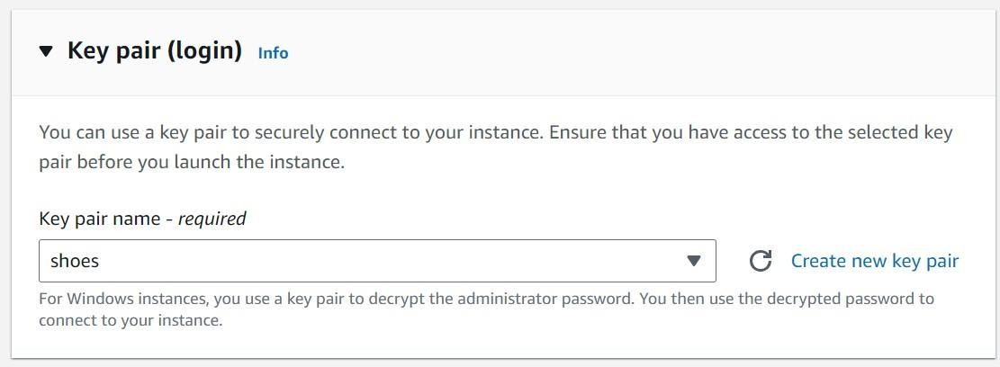 Key pair (login) Info
You can use a key pair to securely connect to your instance. Ensure that you have access to the selected key
pair before you launch the instance.
Key pair name - required
shoes
Create new key pair
For Windows instances, you use a key pair to decrypt the administrator password. You then use the decrypted password to
connect to your instance.